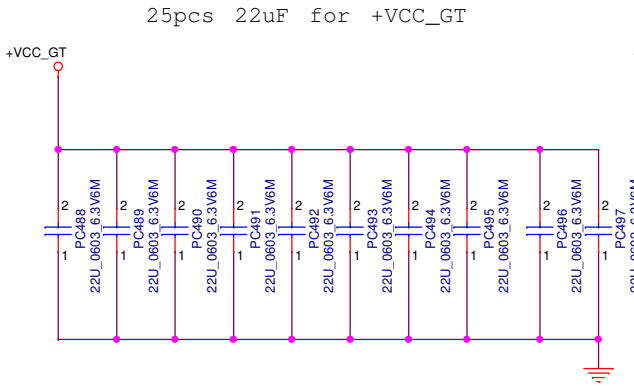 25pcs 22uF for +VCC_GT
+VCC_GT
2
1
PC488
22U_0603_6.3V6M
2
1
PC489
22U_0603_6.3V6M
2
1
PC490
22U_0603_6.3V6M
2
1
PC491
22U_0603_6.3V6M
2
1
PC492
22U_0603_6.3V6M
2
1
PC493
22U_0603_6.3V6M
2
1
PC494
22U_0603_6.3V6M
2
1
PC495
22U_0603_6.3V6M
2
1
PC496
22U_0603_6.3V6M
2
1
PC497